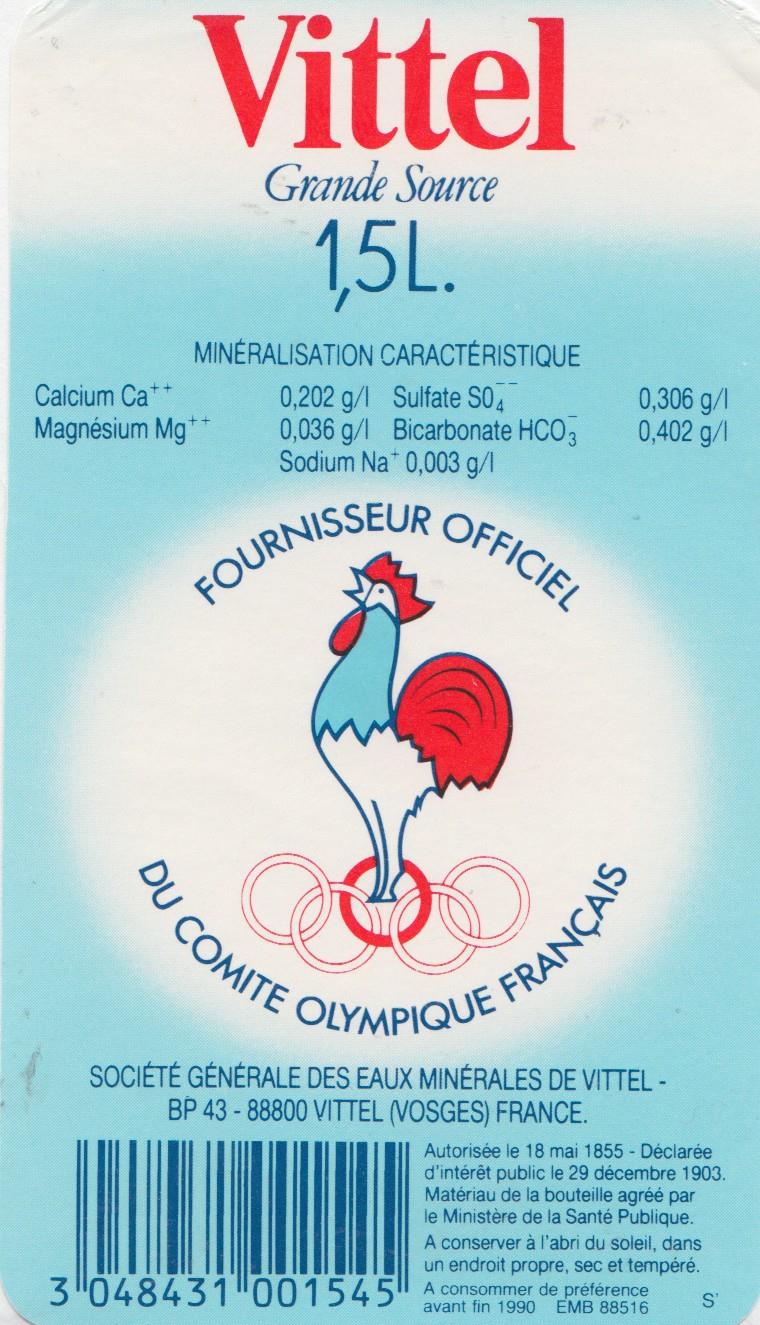 Vittel
Grande Source
1,5L.
MINÉRALISATION CARACTÉRISTIQUE
Calcium Ca++ 0,202 g/l Sulfate SO4-- 0,306 g/l
Magnésium Mg++ 0,036 g/l Bicarbonate HCO3- 0,402 g/l
Sodium Na+ 0,003 g/l
FOURNISSEUR OFFICIEL
DU COMITE OLYMPIQUE FRANÇAIS
SOCIÉTÉ GÉNÉRALE DES EAUX MINÉRALES DE VITTEL -
BP 43 - 88800 VITTEL (VOSGES) FRANCE.
Autorisée le 18 mai 1855 - Déclarée
d'intérêt public le 29 décembre 1903.
Matériau de la bouteille agréé par
le Ministère de la Santé Publique.
A conserver à l'abri du soleil, dans
un endroit propre, sec et tempéré.
A consommer de préférence
avant fin 1990 EMB 88516 S'
3 048431 001545